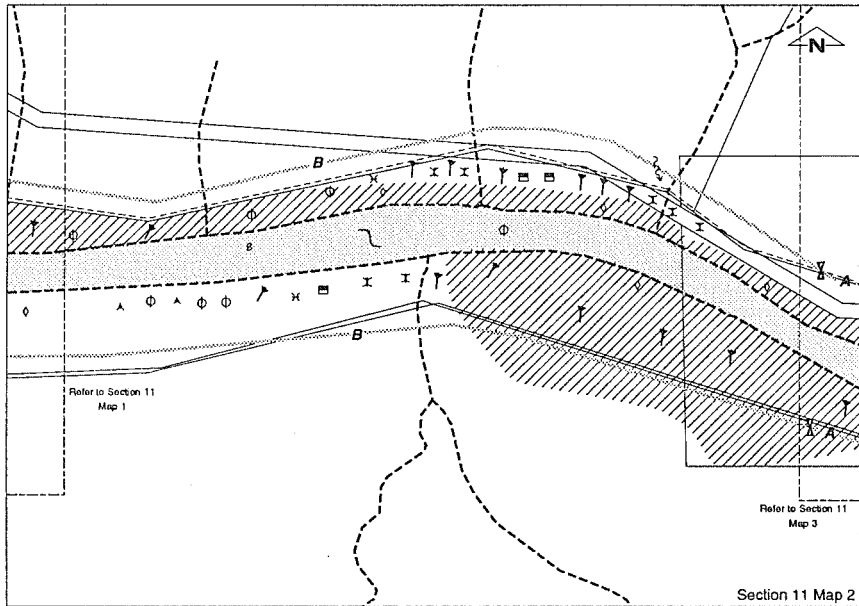 N
B
B
A
B
Refer to Section 11
Map 1
A
Refer to Section 11
Map 3
Section 11 Map 2